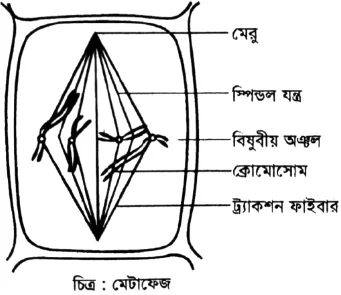 মেরু
স্পিন্ডল যন্ত্র
বিষুবীয় অঞ্চল
ক্রোমোসোম
ট্র্যাকশন ফাইবার
চিত্র : মেটাফেজ